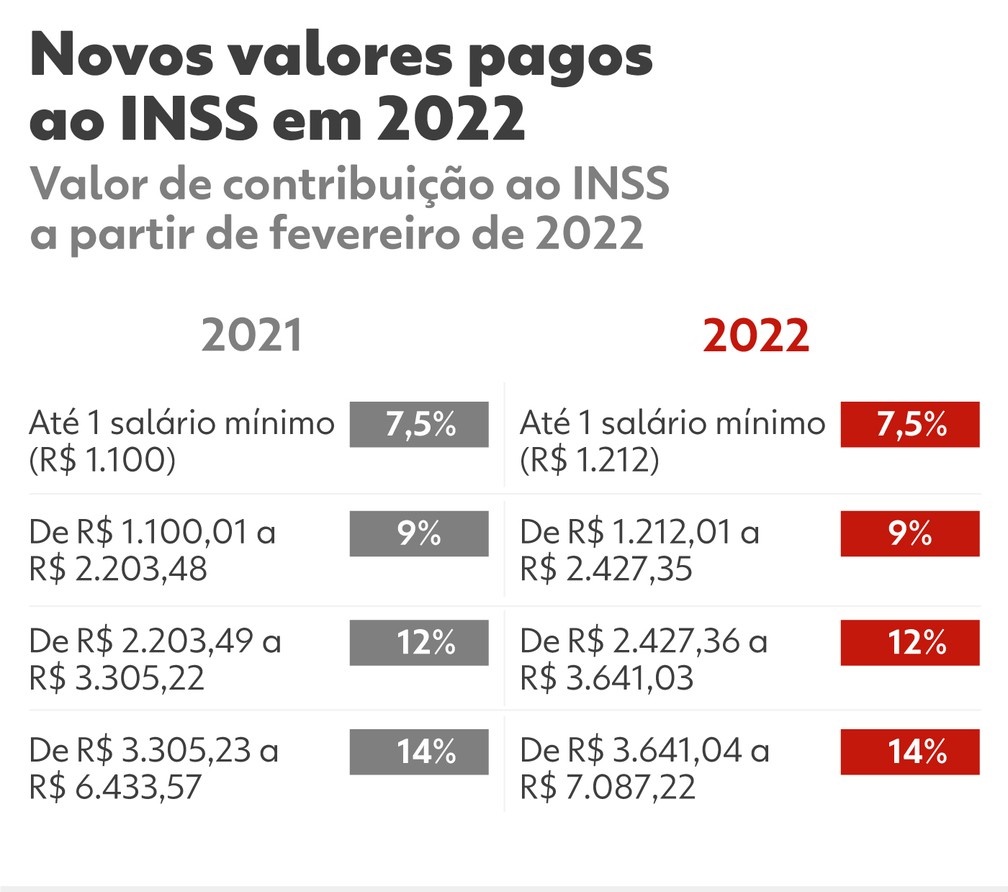 Novos valores pagos
ao INSS em 2022
Valor de contribuição ao INSS
a partir de fevereiro de 2022
2021
Até 1 salário mínimo 7,5%
(R$ 1.100)
De R$ 1.100,01 a 9%
R$ 2.203,48
De R$ 2.203,49 a 12%
R$ 3.305,22
De R$ 3.305,23 a 14%
R$ 6.433,57
2022
Até 1 salário mínimo 7,5%
(R$ 1.212)
De R$ 1.212,01 a 9%
R$ 2.427,35
De R$ 2.427,36 a 12%
R$ 3.641,03
De R$ 3.641,04 a 14%
R$ 7.087,22